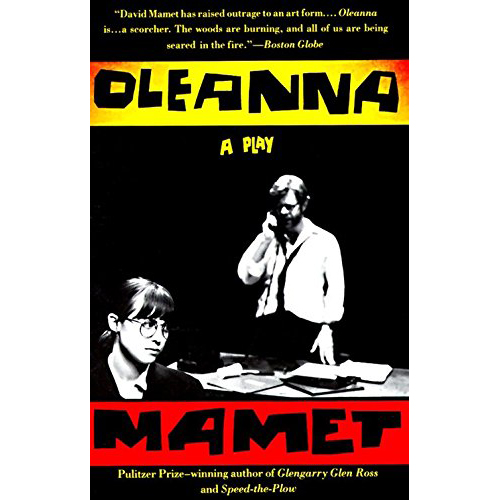 “David Mamet has raised outrage to an art form.... Oleanna
is...a scorcher. The woods are burning, and all of us are being
seared in the fire.”—Boston Globe
OLEANNA
A PLAY
MAMET
Pulitzer Prize–winning author of Glengarry Glen Ross
and Speed-the-Plow